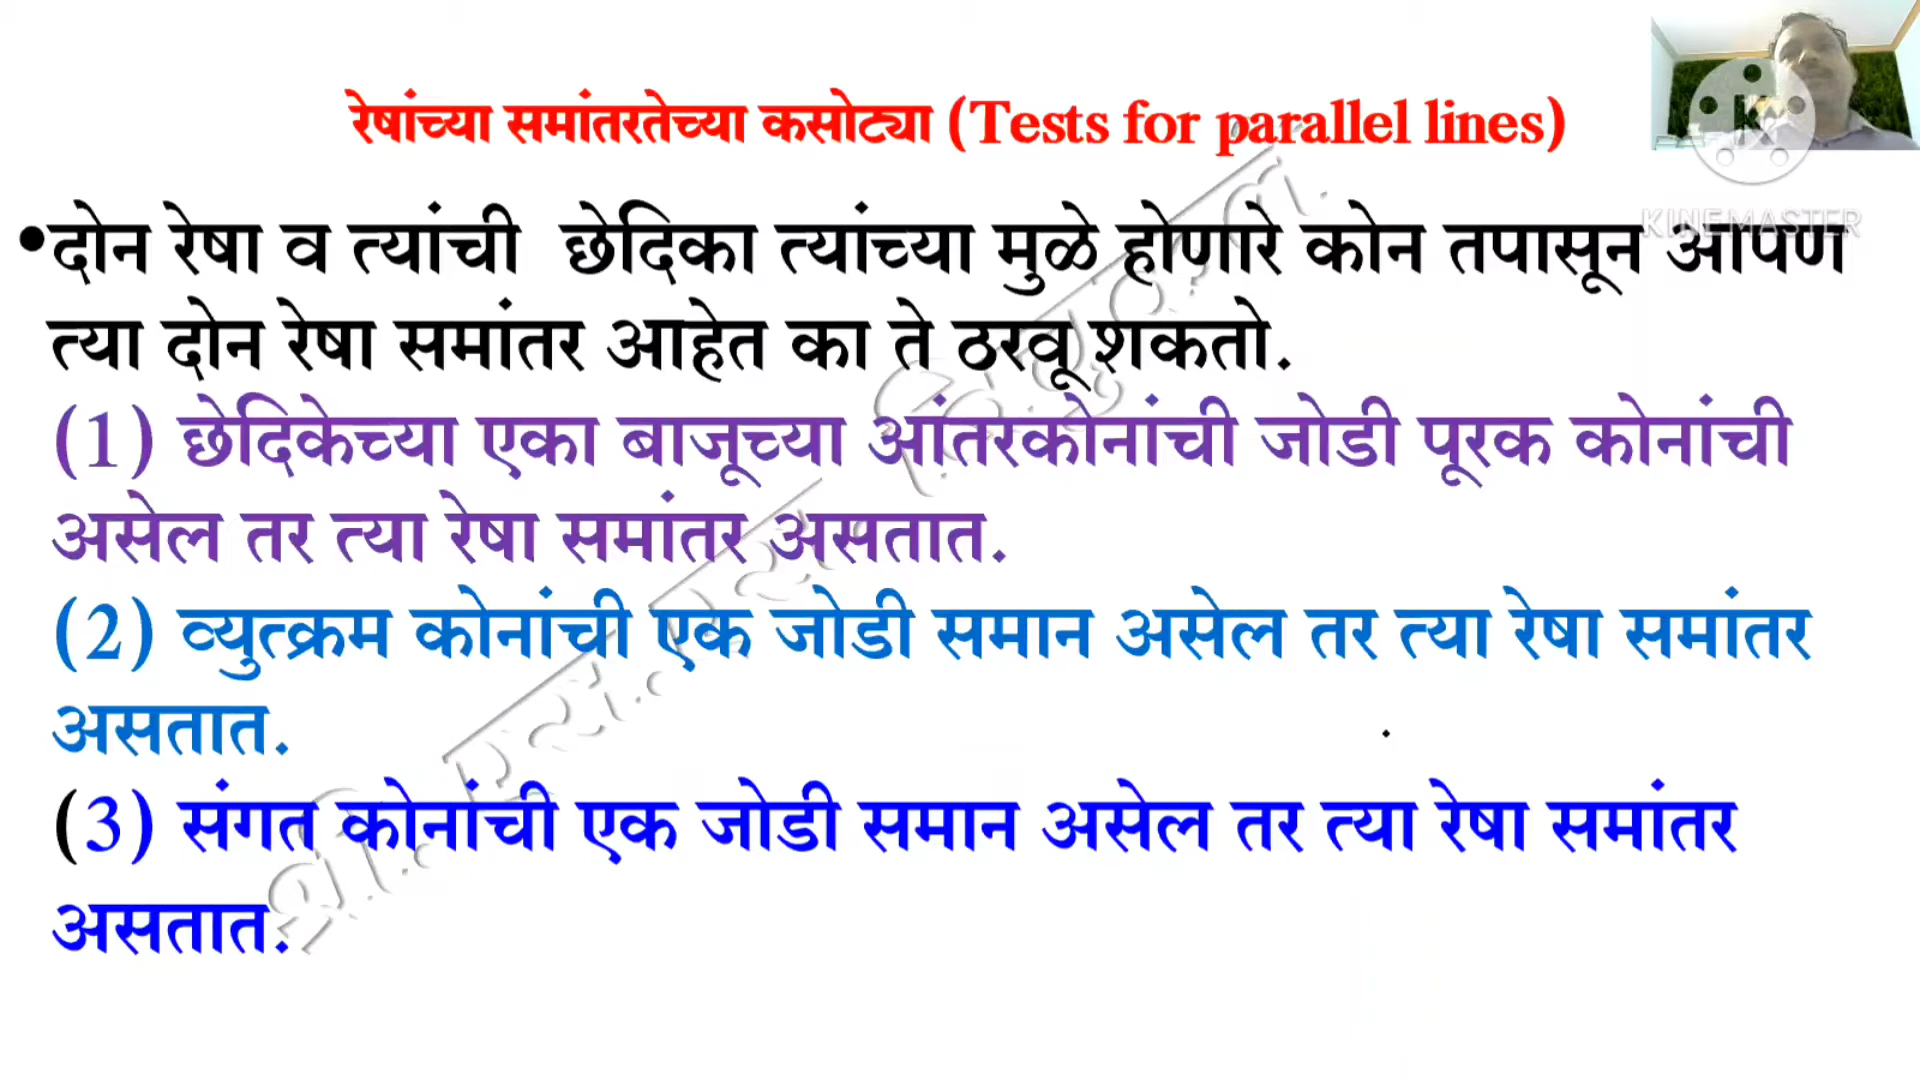 रेषांच्या समांतरतेच्या कसोट्या (Tests for parallel lines)
KINEMASTER
•दोन रेषा व त्यांची छेदिका त्यांच्या मुळे होणारे कोन तपासून आपण
त्या दोन रेषा समांतर आहेत का ते ठरवू शकतो.
(1) छेदिकेच्या एका बाजूच्या आंतरकोनांची जोडी पूरक कोनांची
असेल तर त्या रेषा समांतर असतात.
(2) व्युत्क्रम कोनांची एक जोडी समान असेल तर त्या रेषा समांतर
असतात.
(3) संगत कोनांची एक जोडी समान असेल तर त्या रेषा समांतर
असतात.